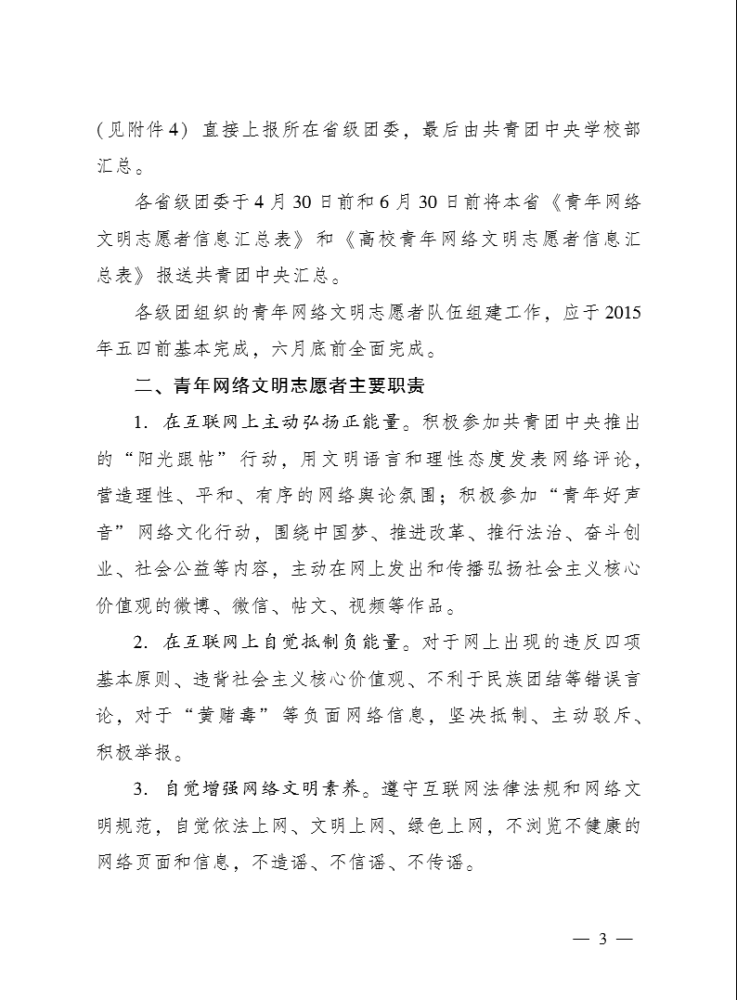 (见附件4) 直接上报所在省级团委，最后由共青团中央学校部
汇总。
各省级团委于4月30日前和6月30日前将本省《青年网络
文明志愿者信息汇总表》和《高校青年网络文明志愿者信息汇
总表》报送共青团中央汇总。
各级团组织的青年网络文明志愿者队伍组建工作，应于2015
年五四前基本完成，六月底前全面完成。
二、青年网络文明志愿者主要职责
1. 在互联网上主动弘扬正能量。积极参加共青团中央推出
的“阳光跟帖”行动，用文明语言和理性态度发表网络评论，
营造理性、平和、有序的网络舆论氛围；积极参加“青年好声
音”网络文化行动，围绕中国梦、推进改革、推行法治、奋斗创
业、社会公益等内容，主动在网上发出和传播弘扬社会主义核心
价值观的微博、微信、帖文、视频等作品。
2. 在互联网上自觉抵制负能量。对于网上出现的违反四项
基本原则、违背社会主义核心价值观、不利于民族团结等错误言
论，对于“黄赌毒”等负面网络信息，坚决抵制、主动驳斥、
积极举报。
3. 自觉增强网络文明素养。遵守互联网法律法规和网络文
明规范，自觉依法上网、文明上网、绿色上网，不浏览不健康的
网络页面和信息，不造谣、不信谣、不传谣。
— 3 —